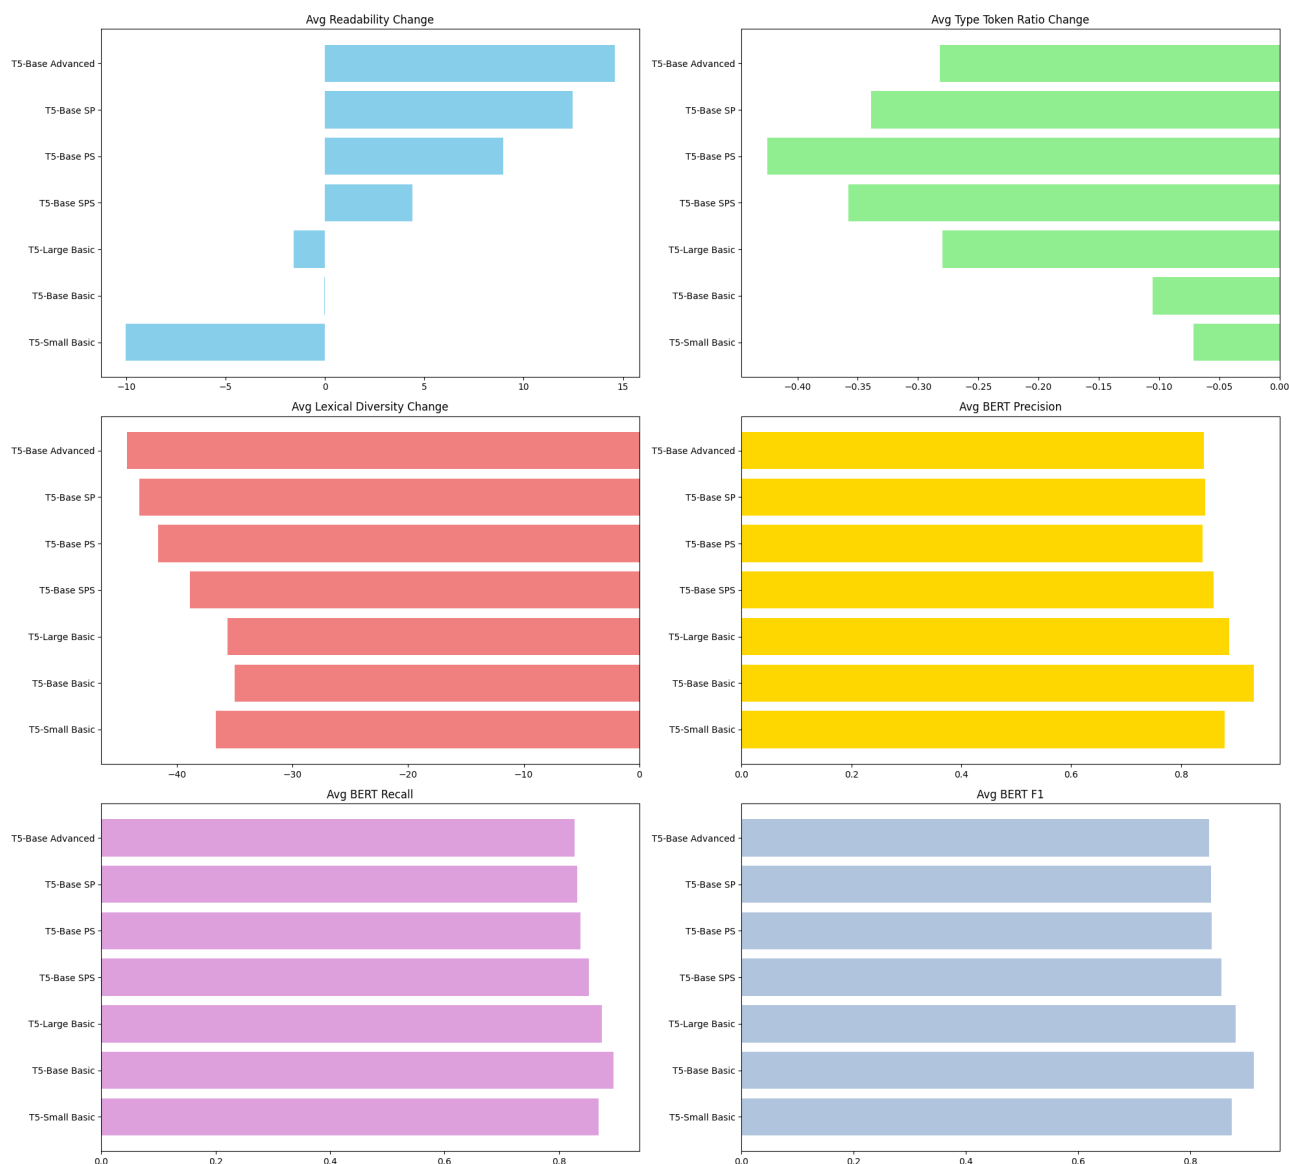 Avg Readability Change
T5-Base Advanced
T5-Base SP
T5-Base PS
T5-Base SPS
T5-Large Basic
T5-Base Basic
T5-Small Basic
−10 −5 0 5 10 15
Avg Type Token Ratio Change
T5-Base Advanced
T5-Base SP
T5-Base PS
T5-Base SPS
T5-Large Basic
T5-Base Basic
T5-Small Basic
−0.40 −0.35 −0.30 −0.25 −0.20 −0.15 −0.10 −0.05 0.00
Avg Lexical Diversity Change
T5-Base Advanced
T5-Base SP
T5-Base PS
T5-Base SPS
T5-Large Basic
T5-Base Basic
T5-Small Basic
−40 −30 −20 −10 0
Avg BERT Precision
T5-Base Advanced
T5-Base SP
T5-Base PS
T5-Base SPS
T5-Large Basic
T5-Base Basic
T5-Small Basic
0.0 0.2 0.4 0.6 0.8
Avg BERT Recall
T5-Base Advanced
T5-Base SP
T5-Base PS
T5-Base SPS
T5-Large Basic
T5-Base Basic
T5-Small Basic
0.0 0.2 0.4 0.6 0.8
Avg BERT F1
T5-Base Advanced
T5-Base SP
T5-Base PS
T5-Base SPS
T5-Large Basic
T5-Base Basic
T5-Small Basic
0.0 0.2 0.4 0.6 0.8